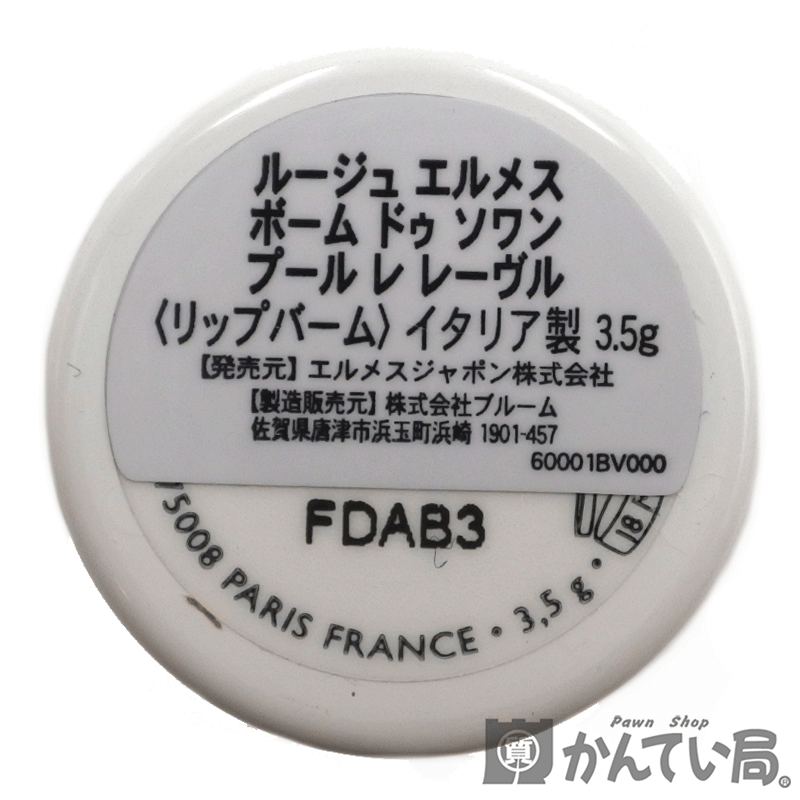 ルージュ エルメス
ボーム ドゥ ソワン
プール レ レーヴル
〈リップバーム〉イタリア製 3.5g
【発売元】エルメスジャポン株式会社
【製造販売元】株式会社ブルーム
佐賀県唐津市浜玉町浜崎 1901-457
60001BV000
FDAB3
75008 PARIS FRANCE • 3,5 g •
18 M
Pawn Shop
質 かんてい局®